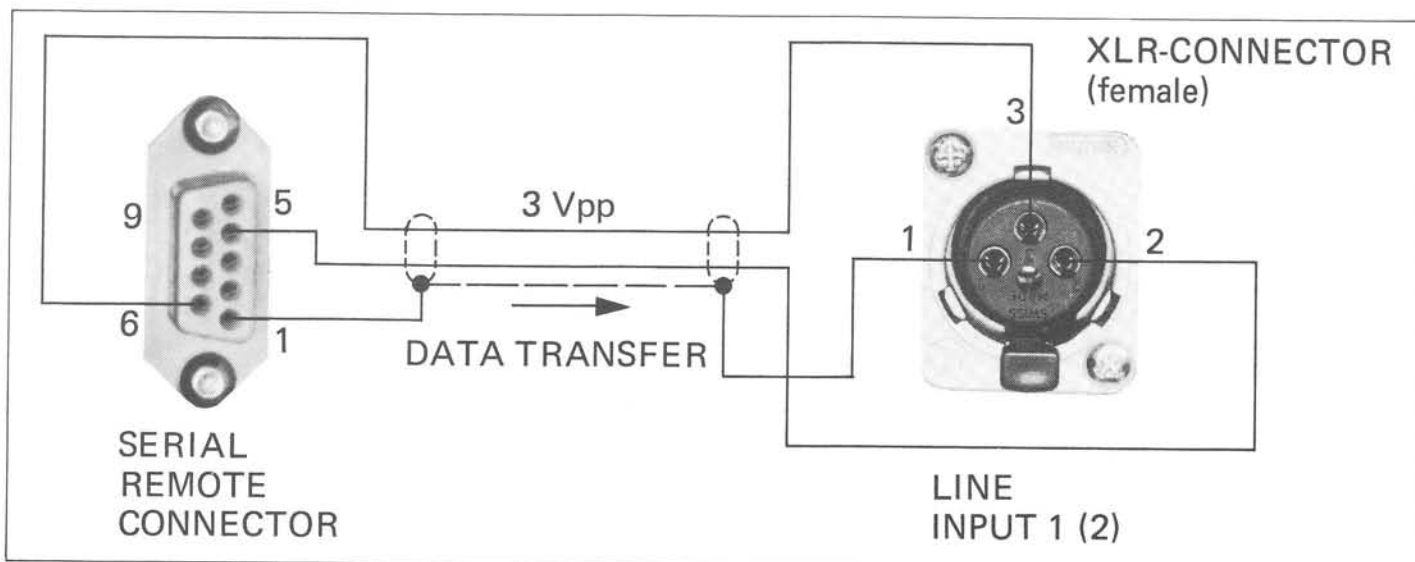 XLR-CONNECTOR
(female)
3
9
5
3 Vpp
1
2
6
1
DATA TRANSFER
SERIAL
REMOTE
CONNECTOR
LINE
INPUT 1 (2)